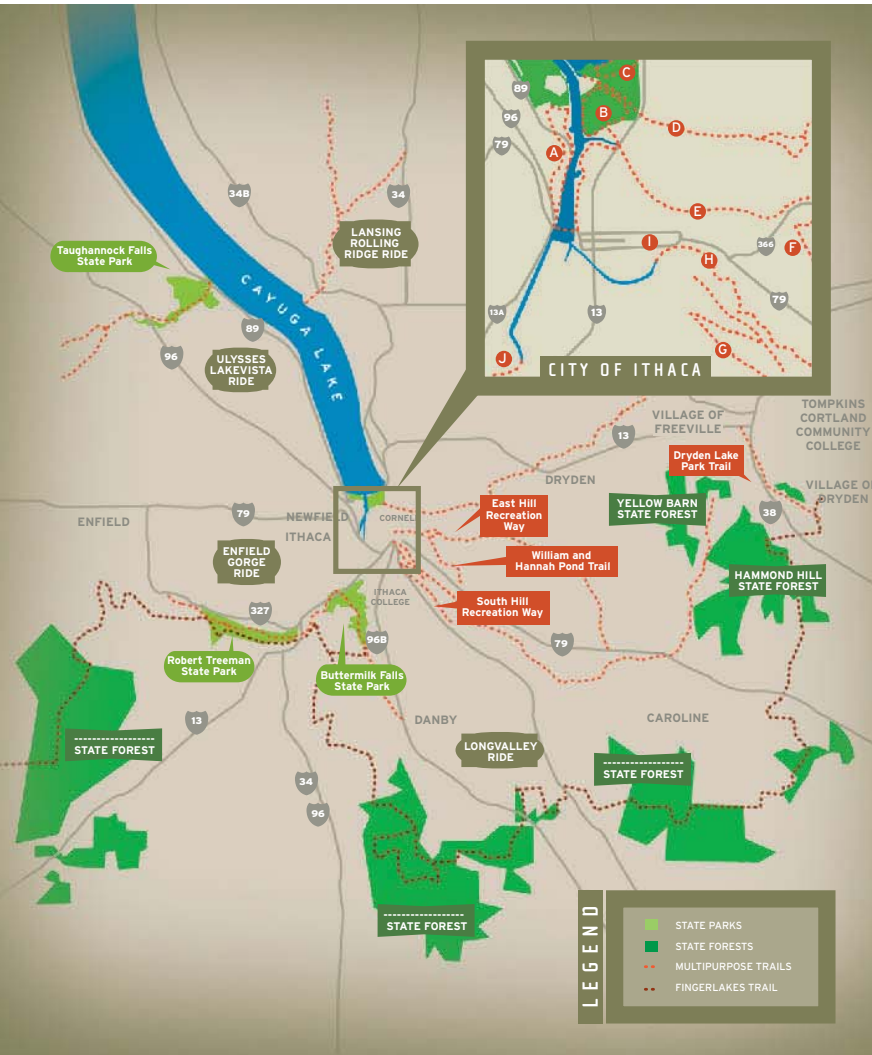 89
96
79
C
B
A
D
E
I
H
F
366
79
13A
13
G
J
CITY OF ITHACA
34B
34
LANSING
ROLLING
RIDGE RIDE
Taughannock Falls
State Park
CAYUGA LAKE
89
96
ULYSSES
LAKEVISTA
RIDE
TOMPKINS
CORTLAND
COMMUNITY
COLLEGE
VILLAGE OF
FREEVILLE
13
Dryden Lake
Park Trail
DRYDEN
VILLAGE OF
DRYDEN
38
YELLOW BARN
STATE FOREST
East Hill
Recreation
Way
79
NEWFIELD
CORNELL
ENFIELD
ITHACA
ENFIELD
GORGE
RIDE
William and
Hannah Pond Trail
HAMMOND HILL
STATE FOREST
ITHACA
COLLEGE
327
South Hill
Recreation Way
96B
79
Robert Treeman
State Park
Buttermilk Falls
State Park
13
DANBY
CAROLINE
------------------
STATE FOREST
LONGVALLEY
RIDE
------------------
STATE FOREST
34
96
------------------
STATE FOREST
LEGEND
STATE PARKS
STATE FORESTS
MULTIPURPOSE TRAILS
FINGERLAKES TRAIL